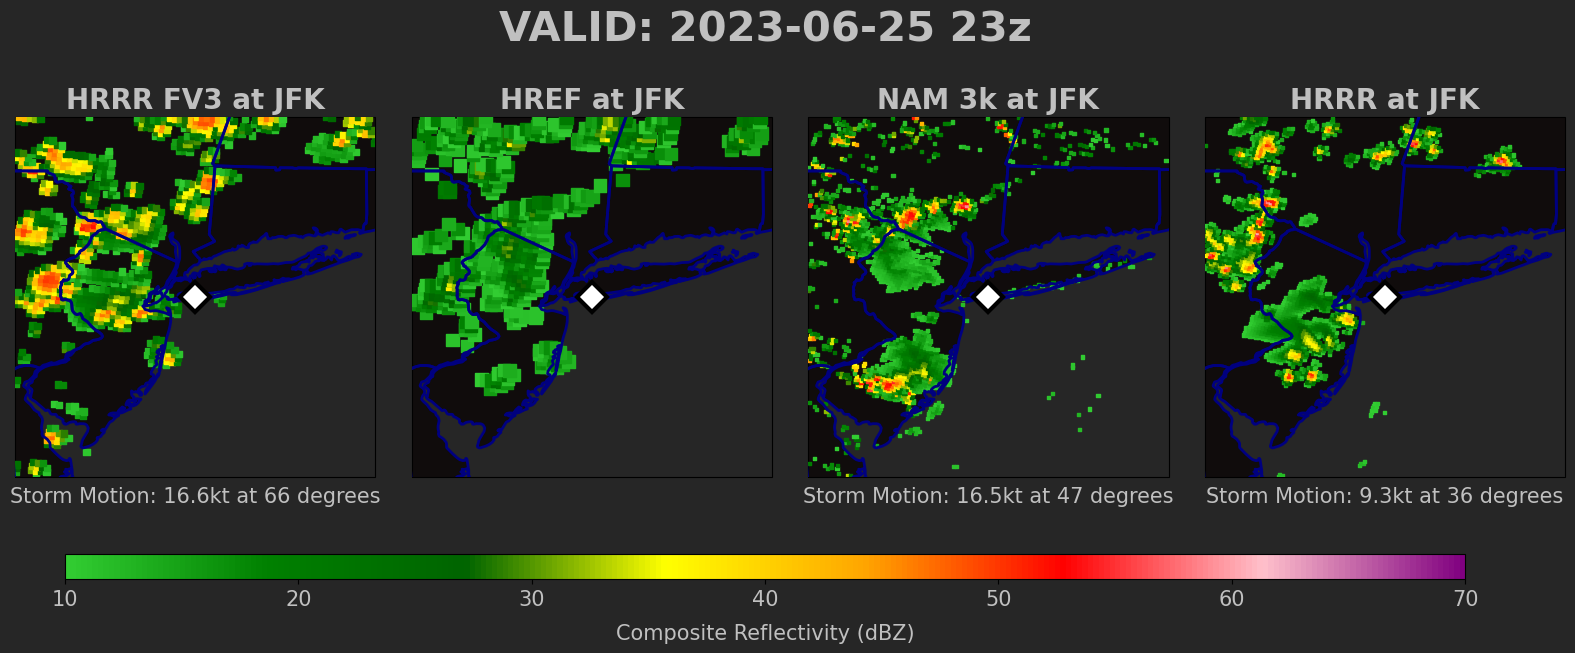 VALID: 2023-06-25 23z
HRRR FV3 at JFK
HREF at JFK
NAM 3k at JFK
HRRR at JFK
Storm Motion: 16.6kt at 66 degrees
Storm Motion: 16.5kt at 47 degrees
Storm Motion: 9.3kt at 36 degrees
10 20 30 40 50 60 70
Composite Reflectivity (dBZ)